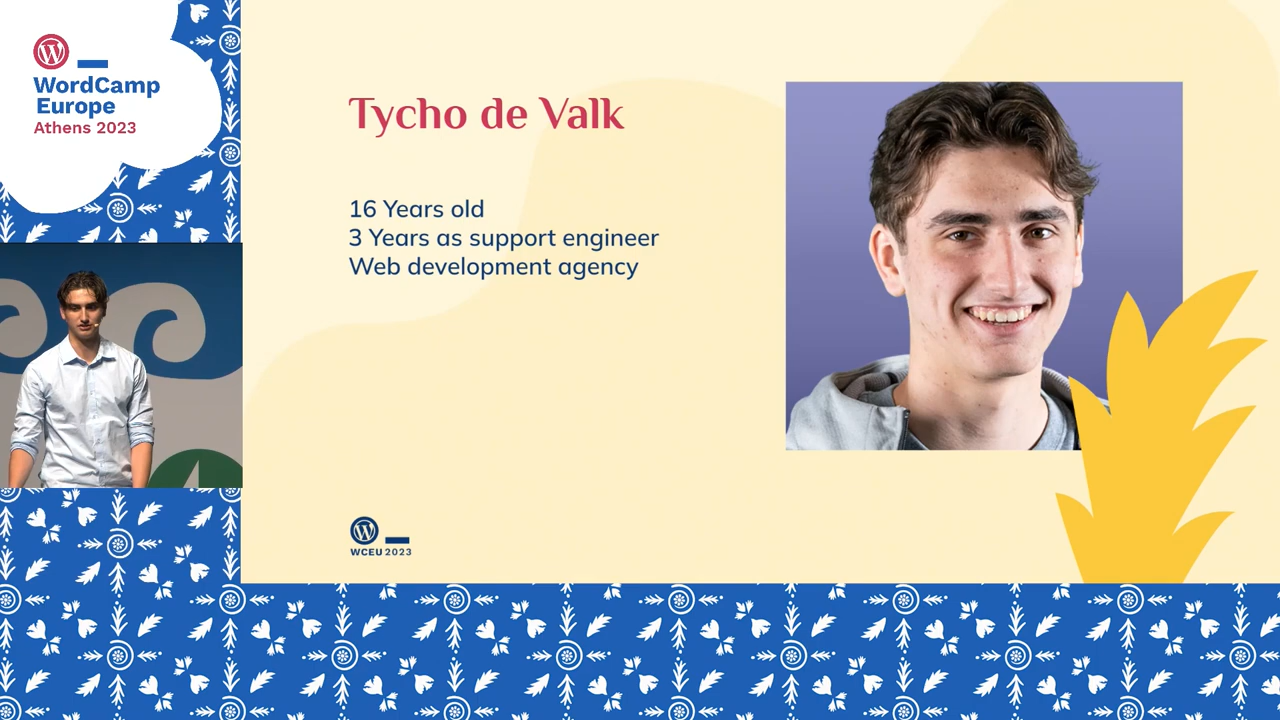 WordCamp
Europe
Athens 2023
Tycho de Valk
16 Years old
3 Years as support engineer
Web development agency
WCEU 2023